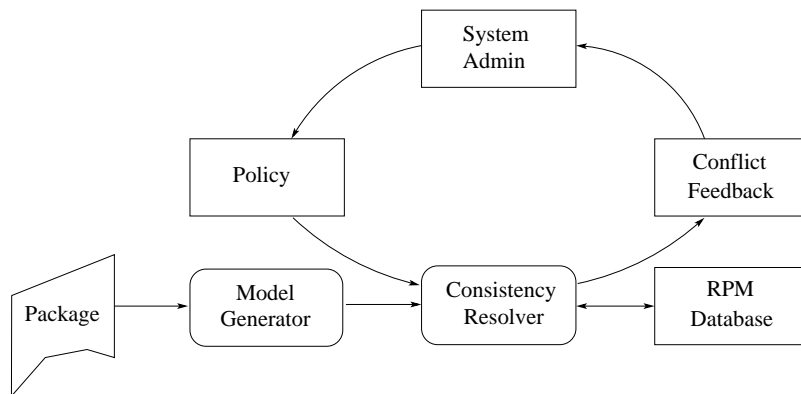 System
Admin
Policy
Conflict
Feedback
Package
Model
Generator
Consistency
Resolver
RPM
Database